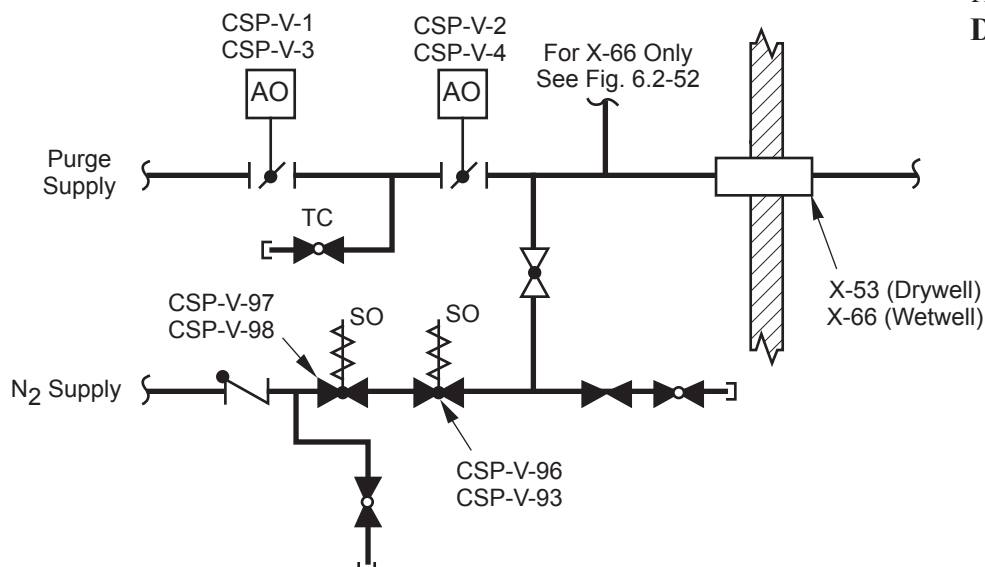 CSP-V-1
CSP-V-3
CSP-V-2
CSP-V-4
For X-66 Only
See Fig. 6.2-52
D
AO
AO
Purge
Supply
TC
X-53 (Drywell)
X-66 (Wetwell)
CSP-V-97
CSP-V-98
SO
SO
N2 Supply
CSP-V-96
CSP-V-93